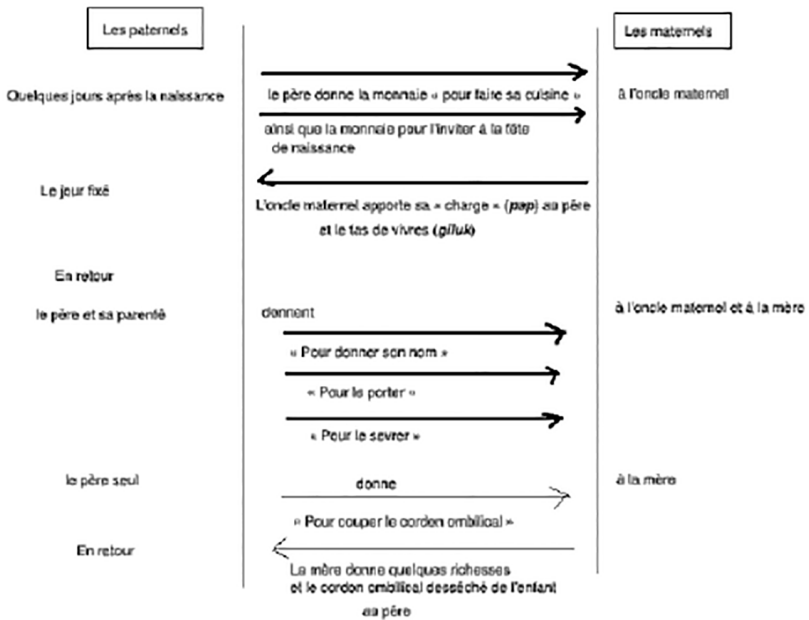 Les paternels
Les maternels
Quelques jours après la naissance
le père donne la monnaie « pour faire sa cuisine »
à l'oncle maternel
ainsi que la monnaie pour l'inviter à la fête
de naissance
Le jour fixé
L'oncle maternel apporte sa « charge » (pap) au père
et le tas de vivres (giluk)
En retour
le père et sa parenté
donnent
à l'oncle maternel et à la mère
« Pour donner son nom »
« Pour le porter »
« Pour le sevrer »
le père seul
donne
à la mère
« Pour couper le cordon ombilical »
En retour
La mère donne quelques richesses
et le cordon ombilical desséché de l'enfant
au père